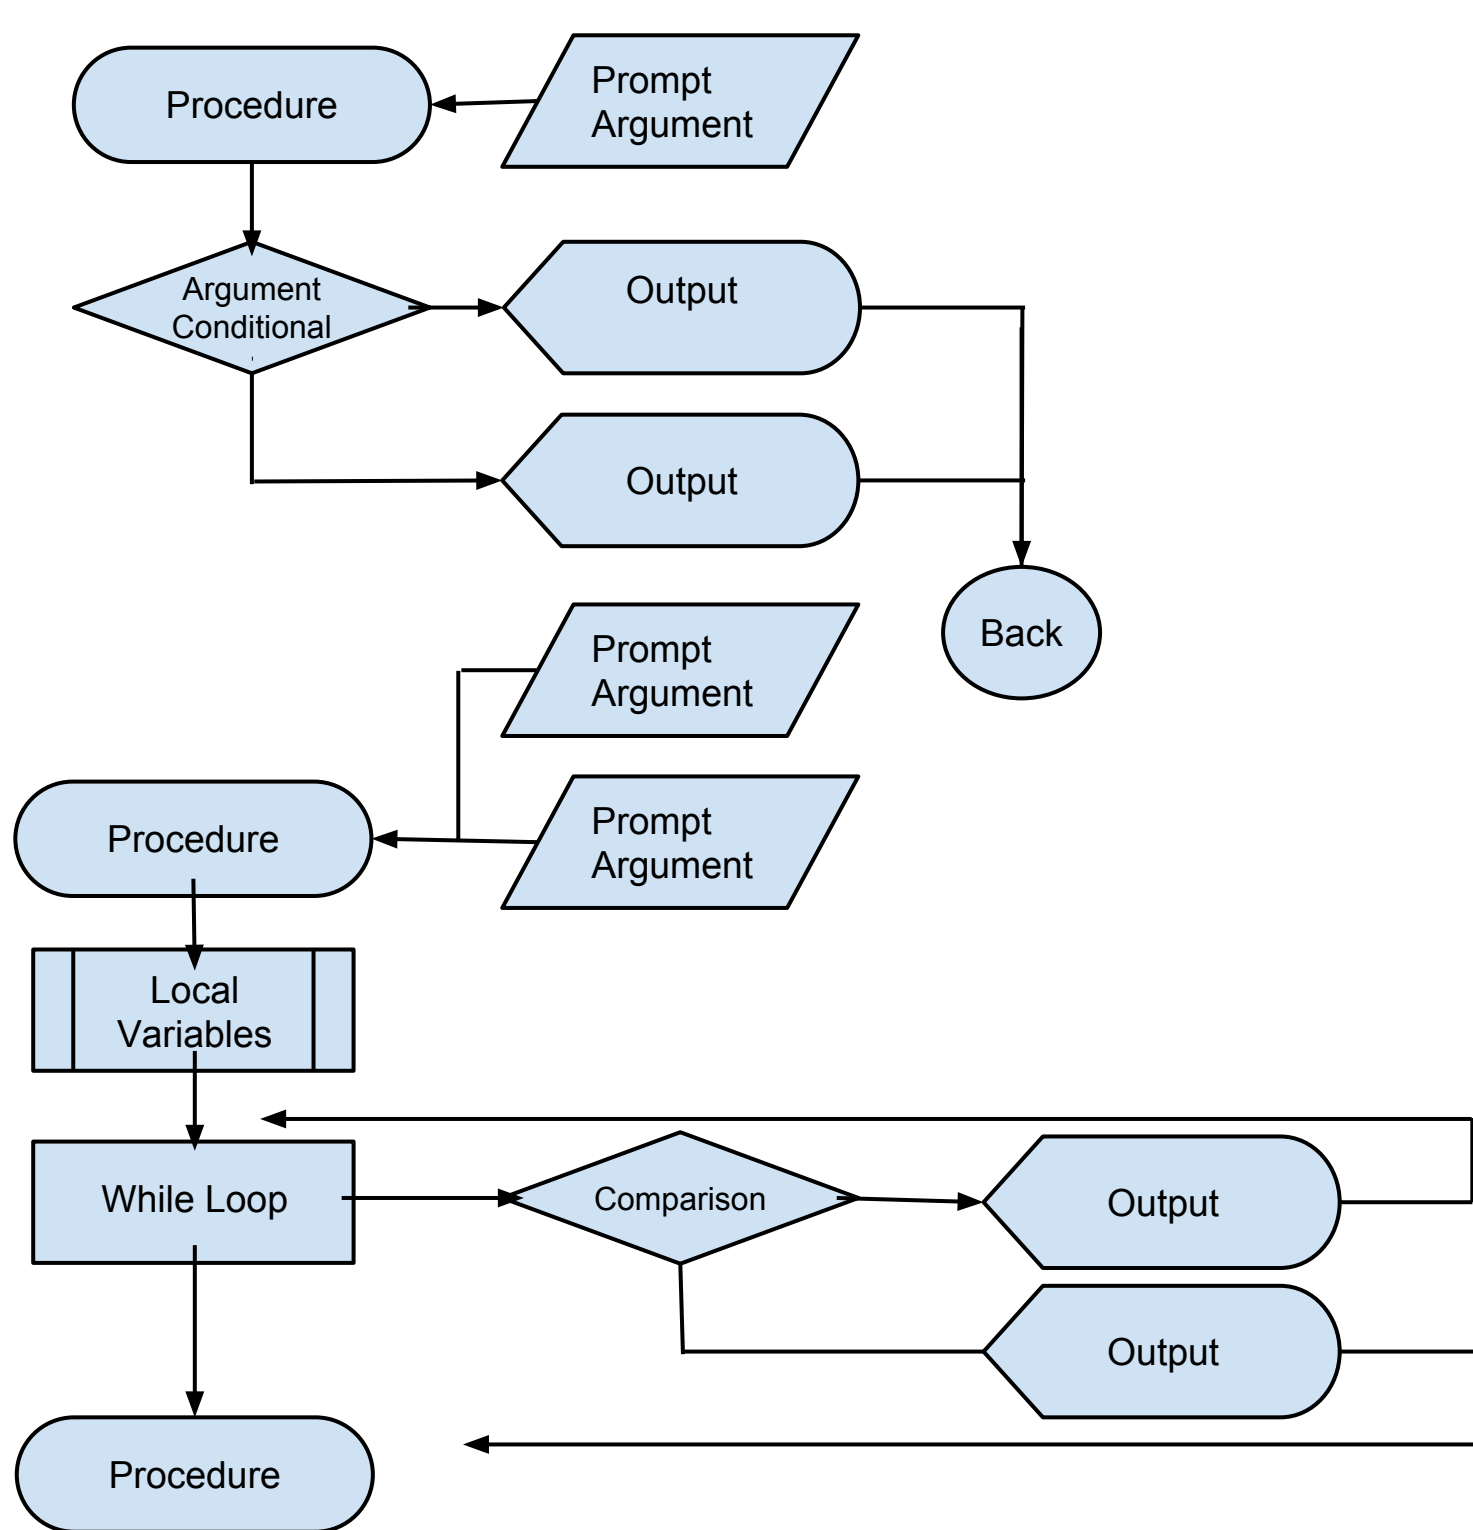 Procedure
Prompt
Argument
Argument
Conditional
Output
Output
Back
Prompt
Argument
Procedure
Prompt
Argument
Local
Variables
While Loop
Comparison
Output
Output
Procedure